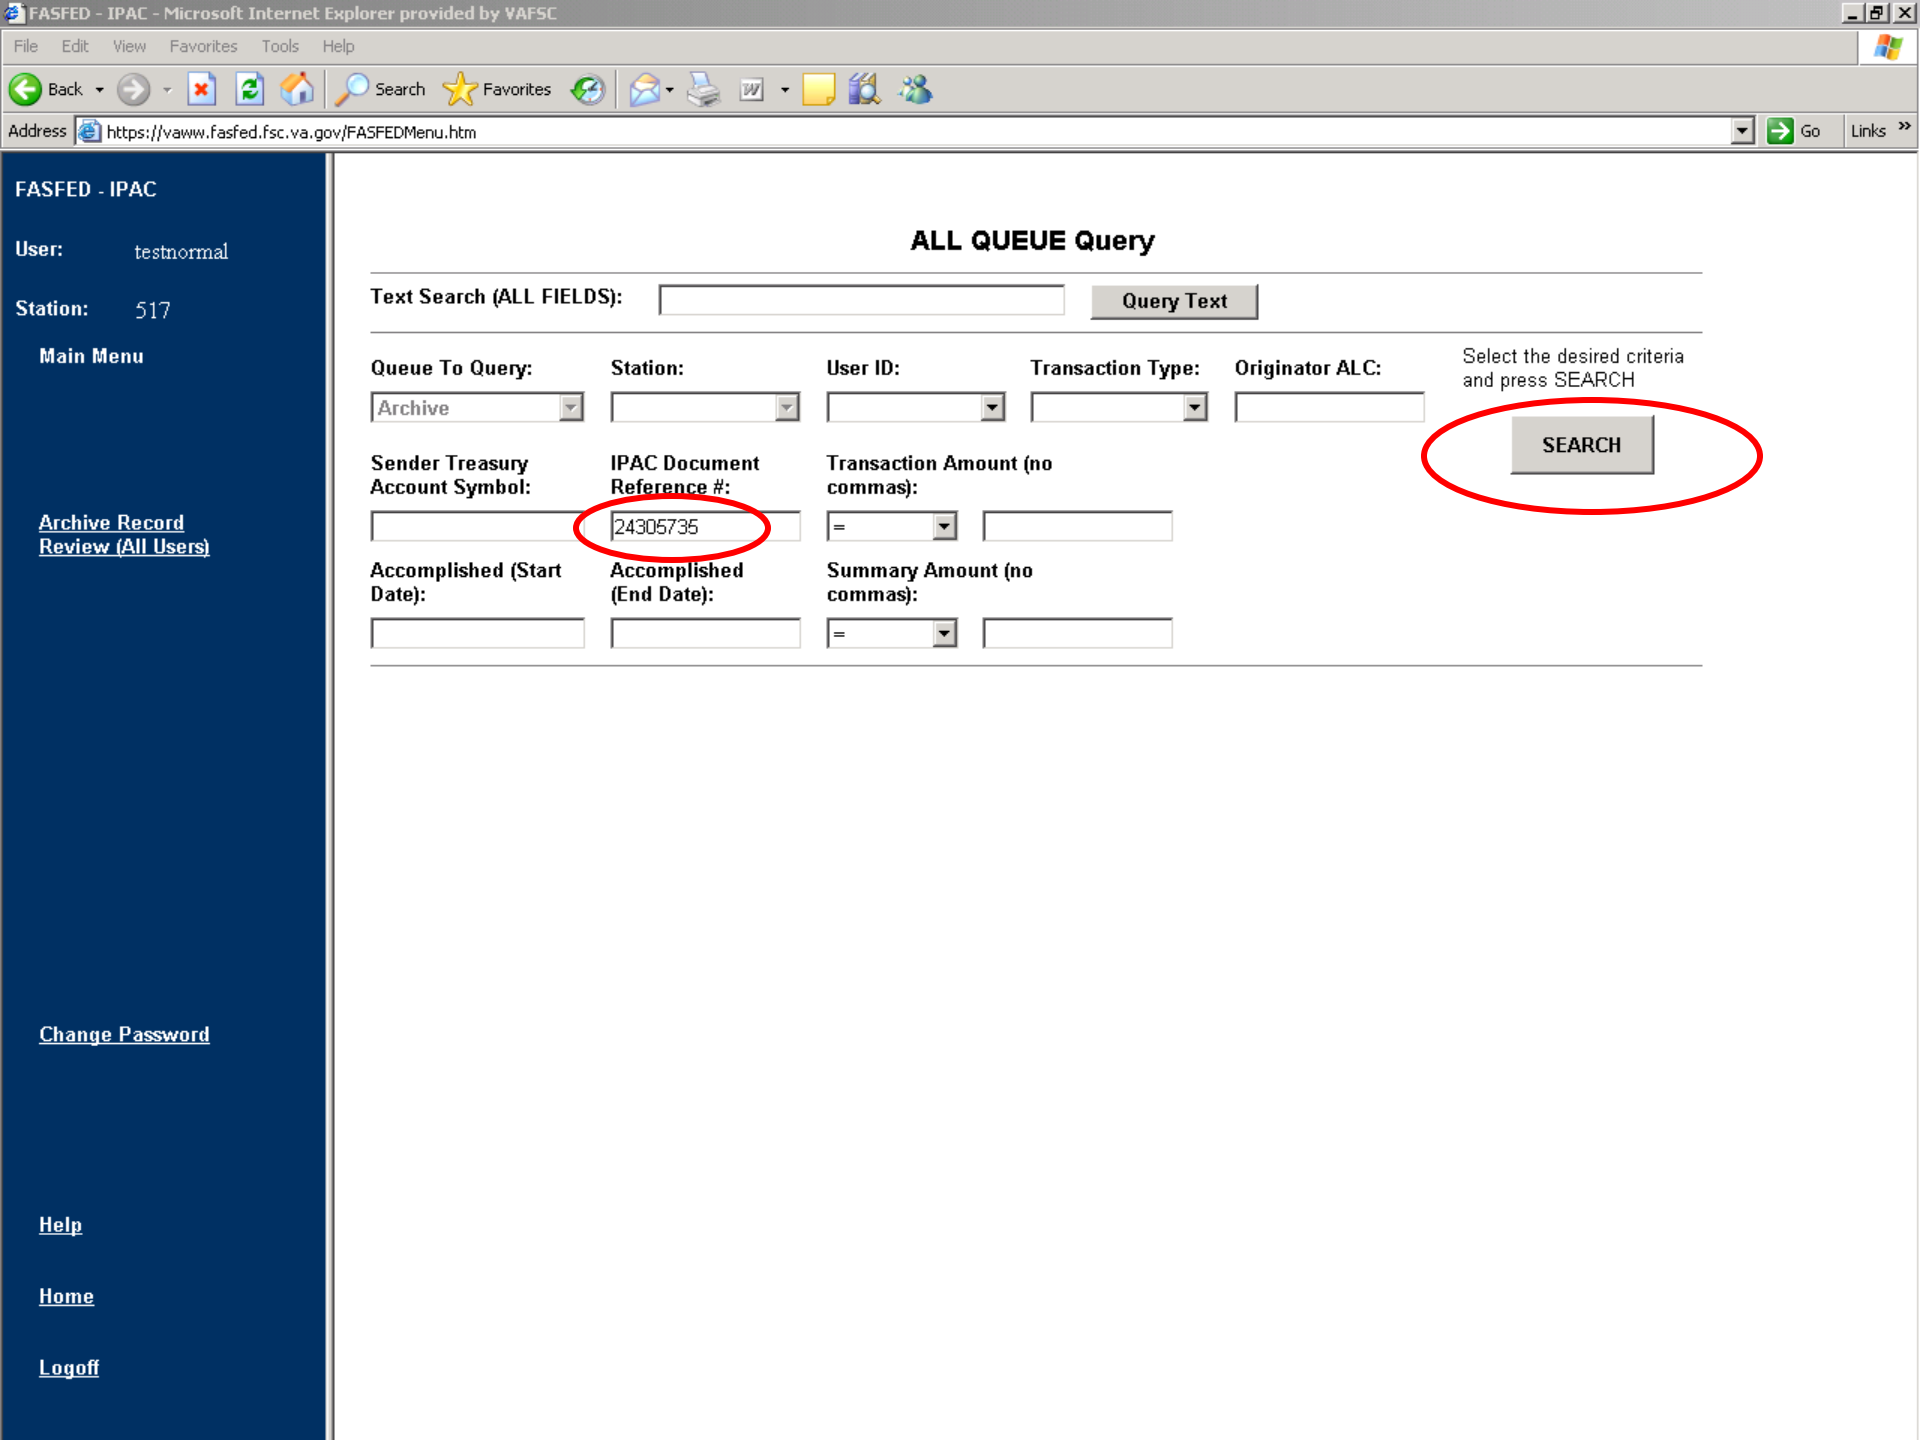 FASFED - IPAC - Microsoft Internet Explorer provided by VAFSC
File Edit View Favorites Tools Help
Back Search Favorites
Address https://vaww.fasfed.fsc.va.gov/FASFEDMenu.htm Go Links »
FASFED - IPAC
User: testnormal
Station: 517
Main Menu
Archive Record
Review (All Users)
Change Password
Help
Home
Logoff
ALL QUEUE Query
Text Search (ALL FIELDS): Query Text
Queue To Query: Station: User ID: Transaction Type: Originator ALC:
Archive
Select the desired criteria
and press SEARCH
SEARCH
Sender Treasury
Account Symbol:
IPAC Document
Reference #:
Transaction Amount (no
commas):
24305735 =
Accomplished (Start
Date):
Accomplished
(End Date):
Summary Amount (no
commas):
=